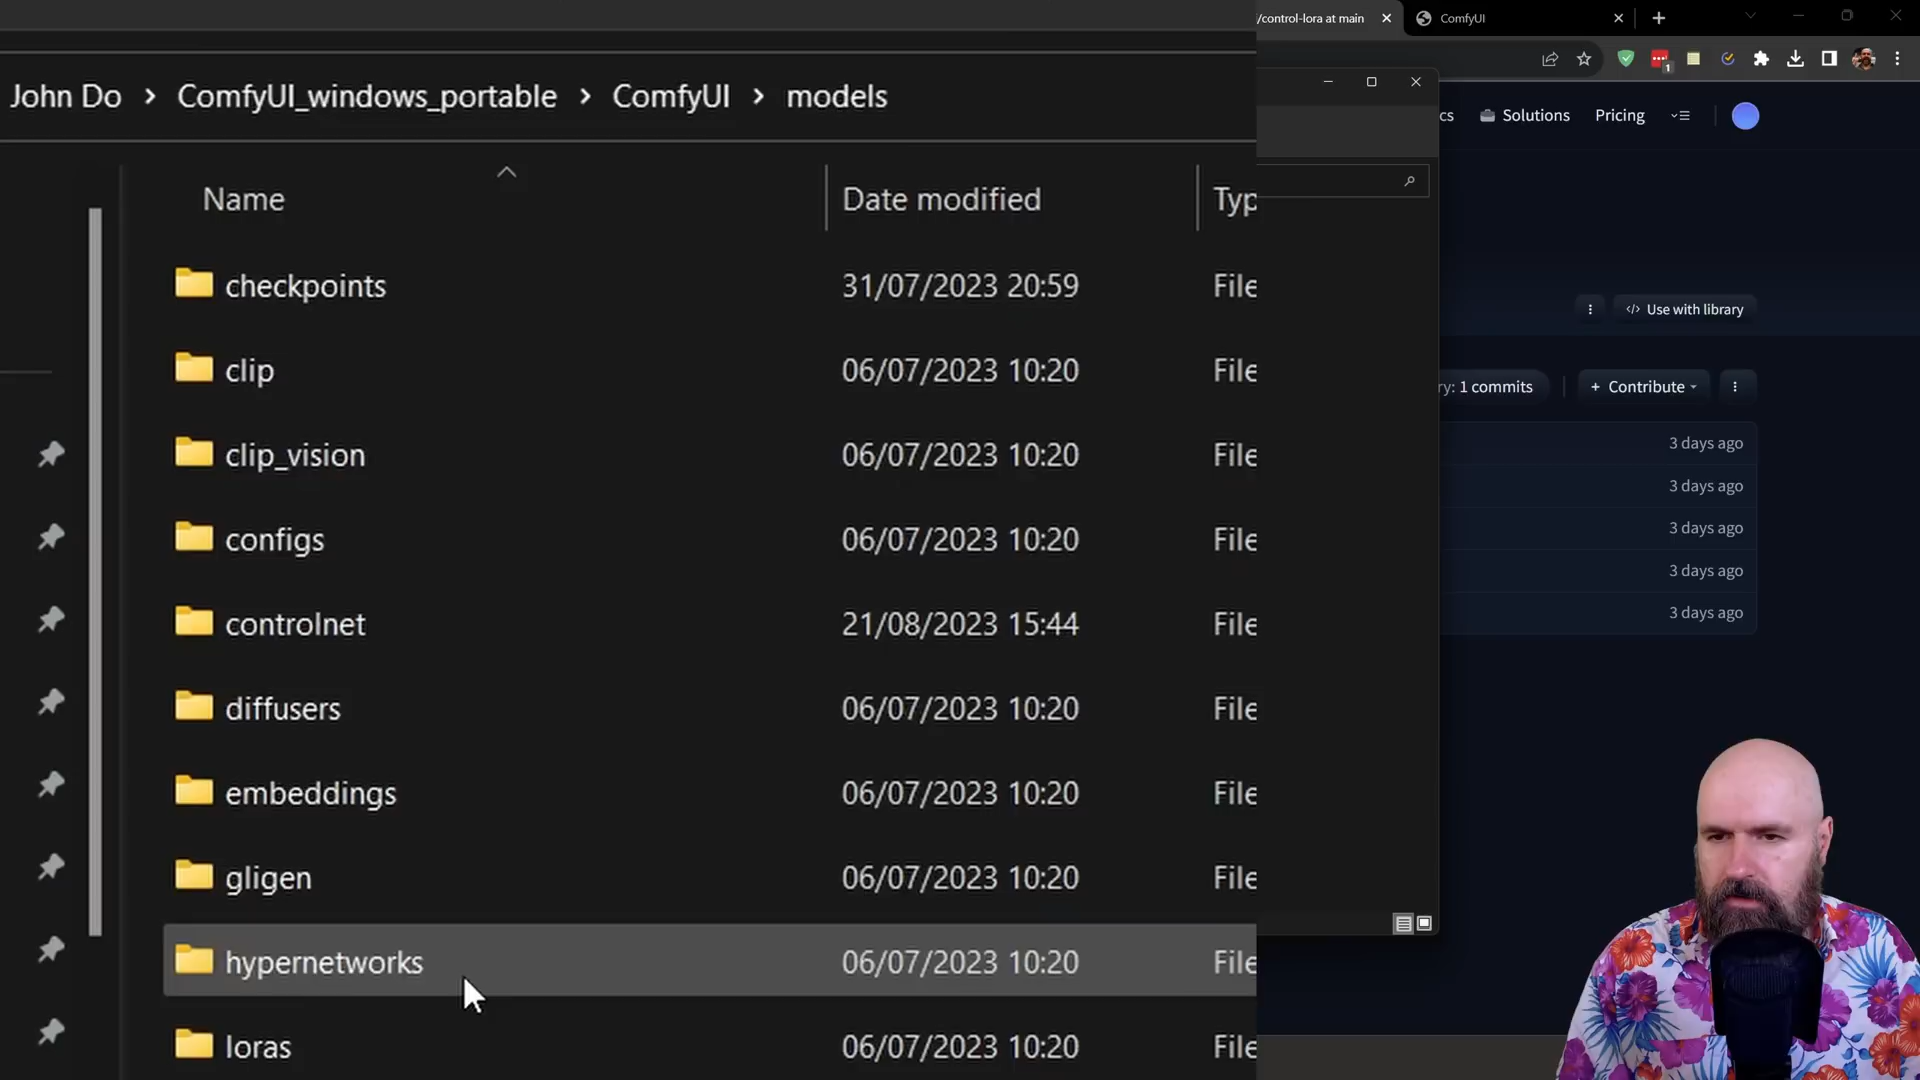 /control-lora at main
ComfyUI
1
John Do > ComfyUI_windows_portable > ComfyUI > models
cs
Solutions
Pricing
Name
Date modified
Typ
checkpoints 31/07/2023 20:59 File
</> Use with library
clip 06/07/2023 10:20 File
ry: 1 commits
+ Contribute
clip_vision 06/07/2023 10:20 File
3 days ago
3 days ago
configs 06/07/2023 10:20 File
3 days ago
3 days ago
controlnet 21/08/2023 15:44 File
3 days ago
diffusers 06/07/2023 10:20 File
embeddings 06/07/2023 10:20 File
gligen 06/07/2023 10:20 File
hypernetworks 06/07/2023 10:20 File
loras 06/07/2023 10:20 File